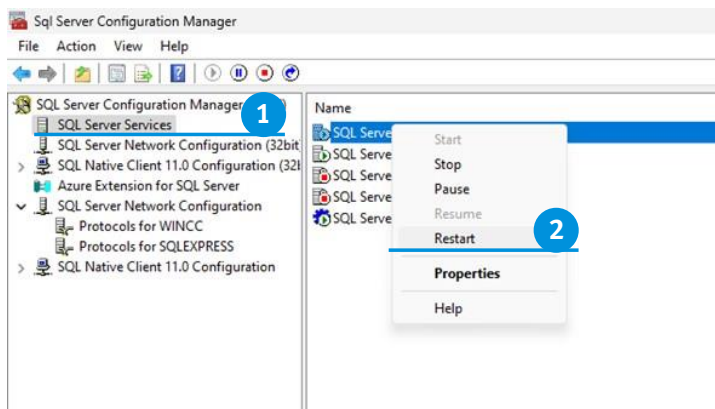 Sql Server Configuration Manager
File Action View Help
SQL Server Configuration Manager
1
SQL Server Services
SQL Server Network Configuration (32bit
SQL Native Client 11.0 Configuration (32
Azure Extension for SQL Server
SQL Server Network Configuration
Protocols for WINCC
Protocols for SQLEXPRESS
SQL Native Client 11.0 Configuration
Name
SQL Serve
SQL Serve
SQL Serve
SQL Serve
SQL Serve
Start
Stop
Pause
Resume
Restart
2
Properties
Help